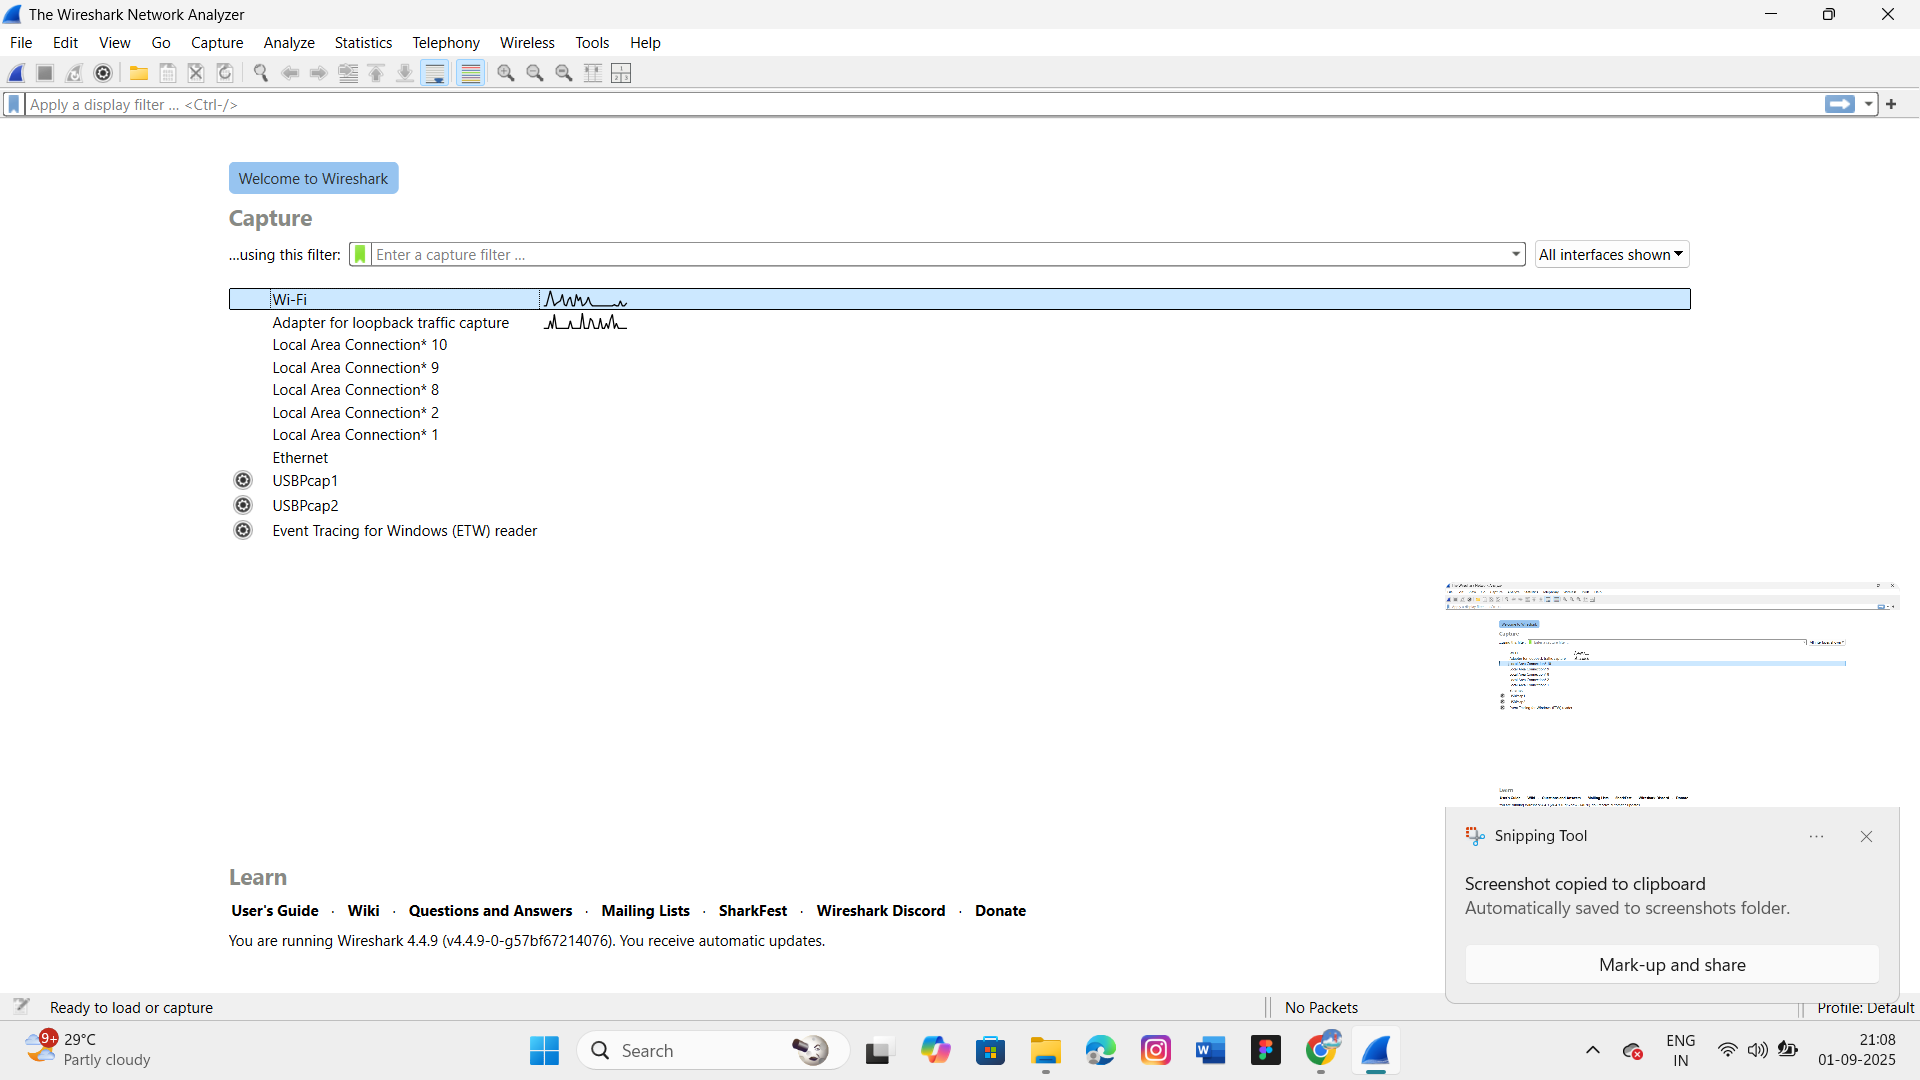 The Wireshark Network Analyzer
File Edit View Go Capture Analyze Statistics Telephony Wireless Tools Help
Apply a display filter ... <Ctrl-/>
Welcome to Wireshark
Capture
...using this filter: Enter a capture filter ... All interfaces shown
Wi-Fi
Adapter for loopback traffic capture
Local Area Connection* 10
Local Area Connection* 9
Local Area Connection* 8
Local Area Connection* 2
Local Area Connection* 1
Ethernet
USBPcap1
USBPcap2
Event Tracing for Windows (ETW) reader
Learn
User's Guide · Wiki · Questions and Answers · Mailing Lists · SharkFest · Wireshark Discord · Donate
You are running Wireshark 4.4.9 (v4.4.9-0-g57bf67214076). You receive automatic updates.
Snipping Tool
Screenshot copied to clipboard
Automatically saved to screenshots folder.
Mark-up and share
Ready to load or capture No Packets Profile: Default
9+ 29°C
Partly cloudy
Search
ENG
IN
21:08
01-09-2025